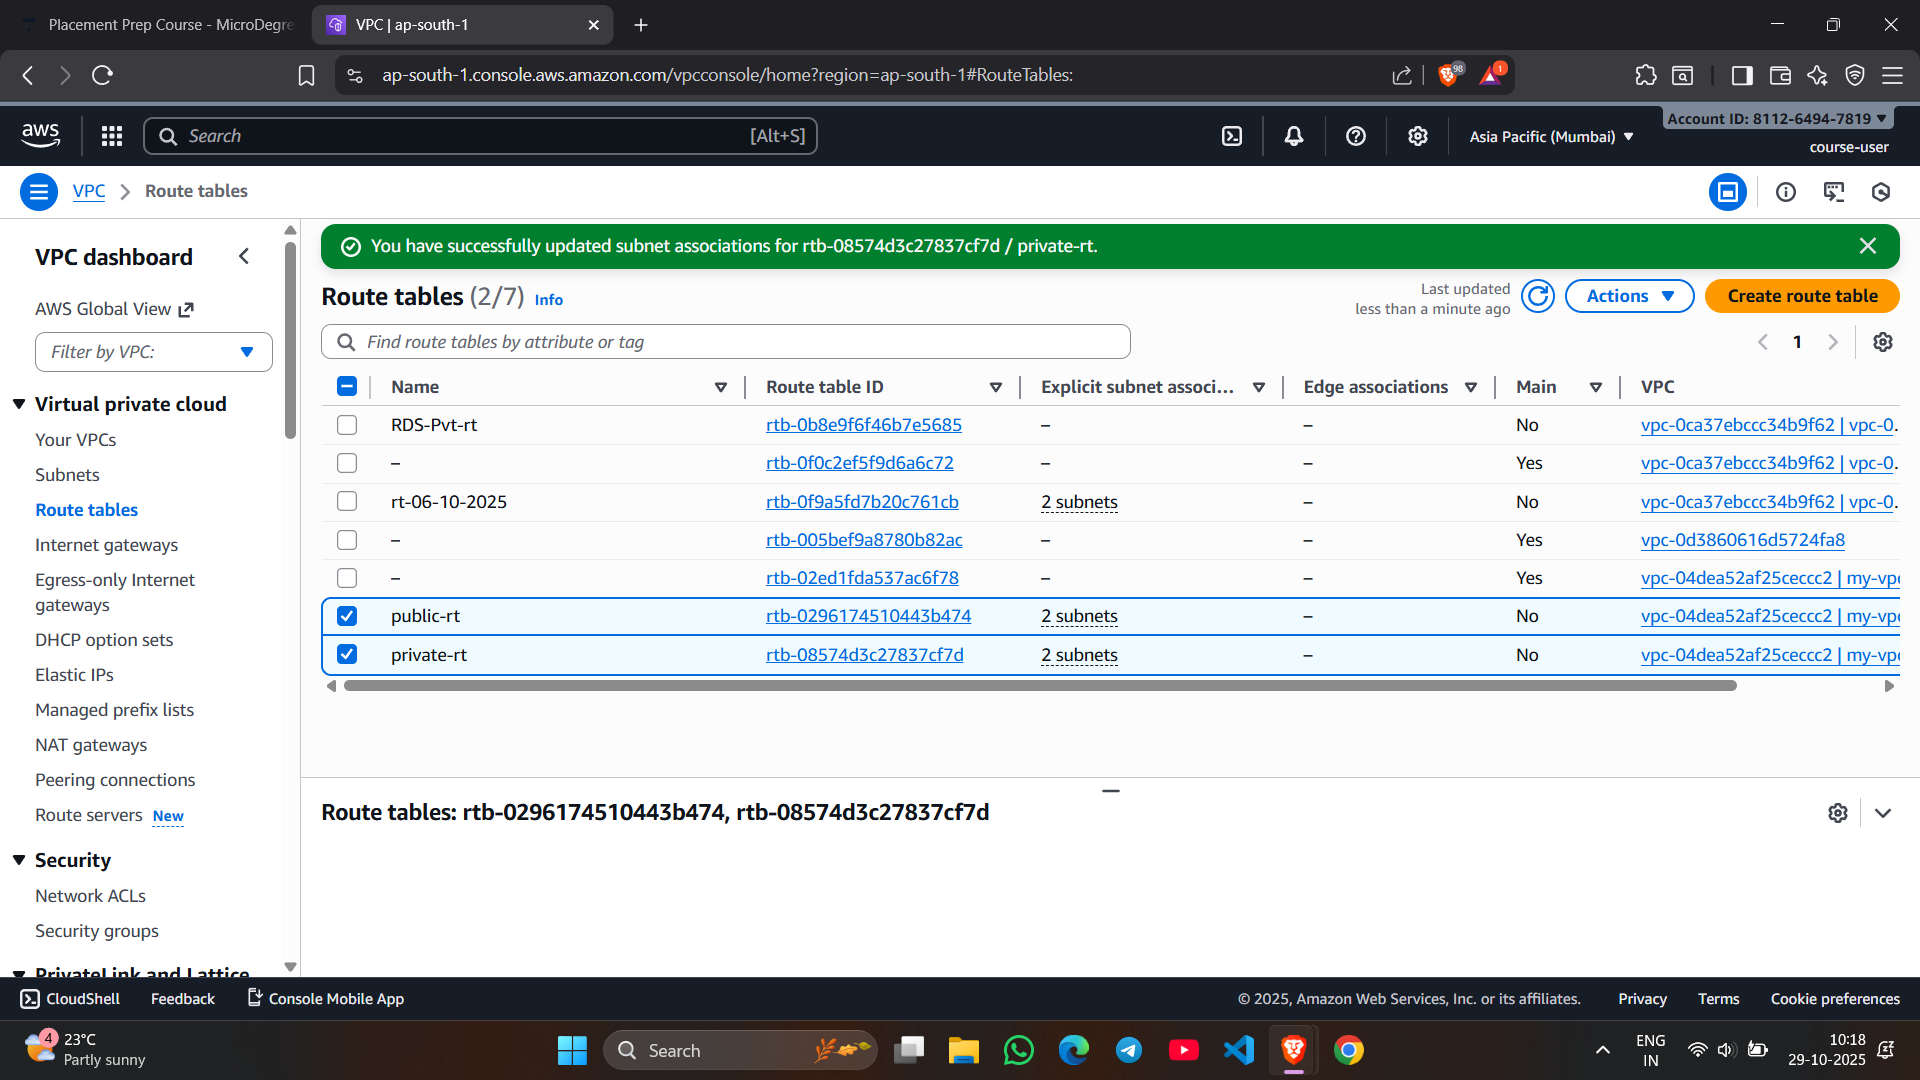 Placement Prep Course - MicroDegre
VPC | ap-south-1
ap-south-1.console.aws.amazon.com/vpcconsole/home?region=ap-south-1#RouteTables:
98
1
aws
Search
[Alt+S]
Asia Pacific (Mumbai)
Account ID: 8112-6494-7819
course-user
VPC
Route tables
VPC dashboard
AWS Global View
Filter by VPC:
Virtual private cloud
Your VPCs
Subnets
Route tables
Internet gateways
Egress-only Internet
gateways
DHCP option sets
Elastic IPs
Managed prefix lists
NAT gateways
Peering connections
Route servers New
Security
Network ACLs
Security groups
PrivateLink and Lattice
You have successfully updated subnet associations for rtb-08574d3c27837cf7d / private-rt.
Route tables (2/7) Info
Last updated
less than a minute ago
Actions
Create route table
Find route tables by attribute or tag
1
Name Route table ID Explicit subnet associ... Edge associations Main VPC
RDS-Pvt-rt rtb-0b8e9f6f46b7e5685 – – No vpc-0ca37ebccc34b9f62 | vpc-0.
– rtb-0f0c2ef5f9d6a6c72 – – Yes vpc-0ca37ebccc34b9f62 | vpc-0.
rt-06-10-2025 rtb-0f9a5fd7b20c761cb 2 subnets – No vpc-0ca37ebccc34b9f62 | vpc-0.
– rtb-005bef9a8780b82ac – – Yes vpc-0d3860616d5724fa8
– rtb-02ed1fda537ac6f78 – – Yes vpc-04dea52af25ceccc2 | my-vpc
public-rt rtb-0296174510443b474 2 subnets – No vpc-04dea52af25ceccc2 | my-vpc
private-rt rtb-08574d3c27837cf7d 2 subnets – No vpc-04dea52af25ceccc2 | my-vpc
Route tables: rtb-0296174510443b474, rtb-08574d3c27837cf7d
CloudShell
Feedback
Console Mobile App
© 2025, Amazon Web Services, Inc. or its affiliates.
Privacy
Terms
Cookie preferences
4
23°C
Partly sunny
Search
ENG
IN
10:18
29-10-2025